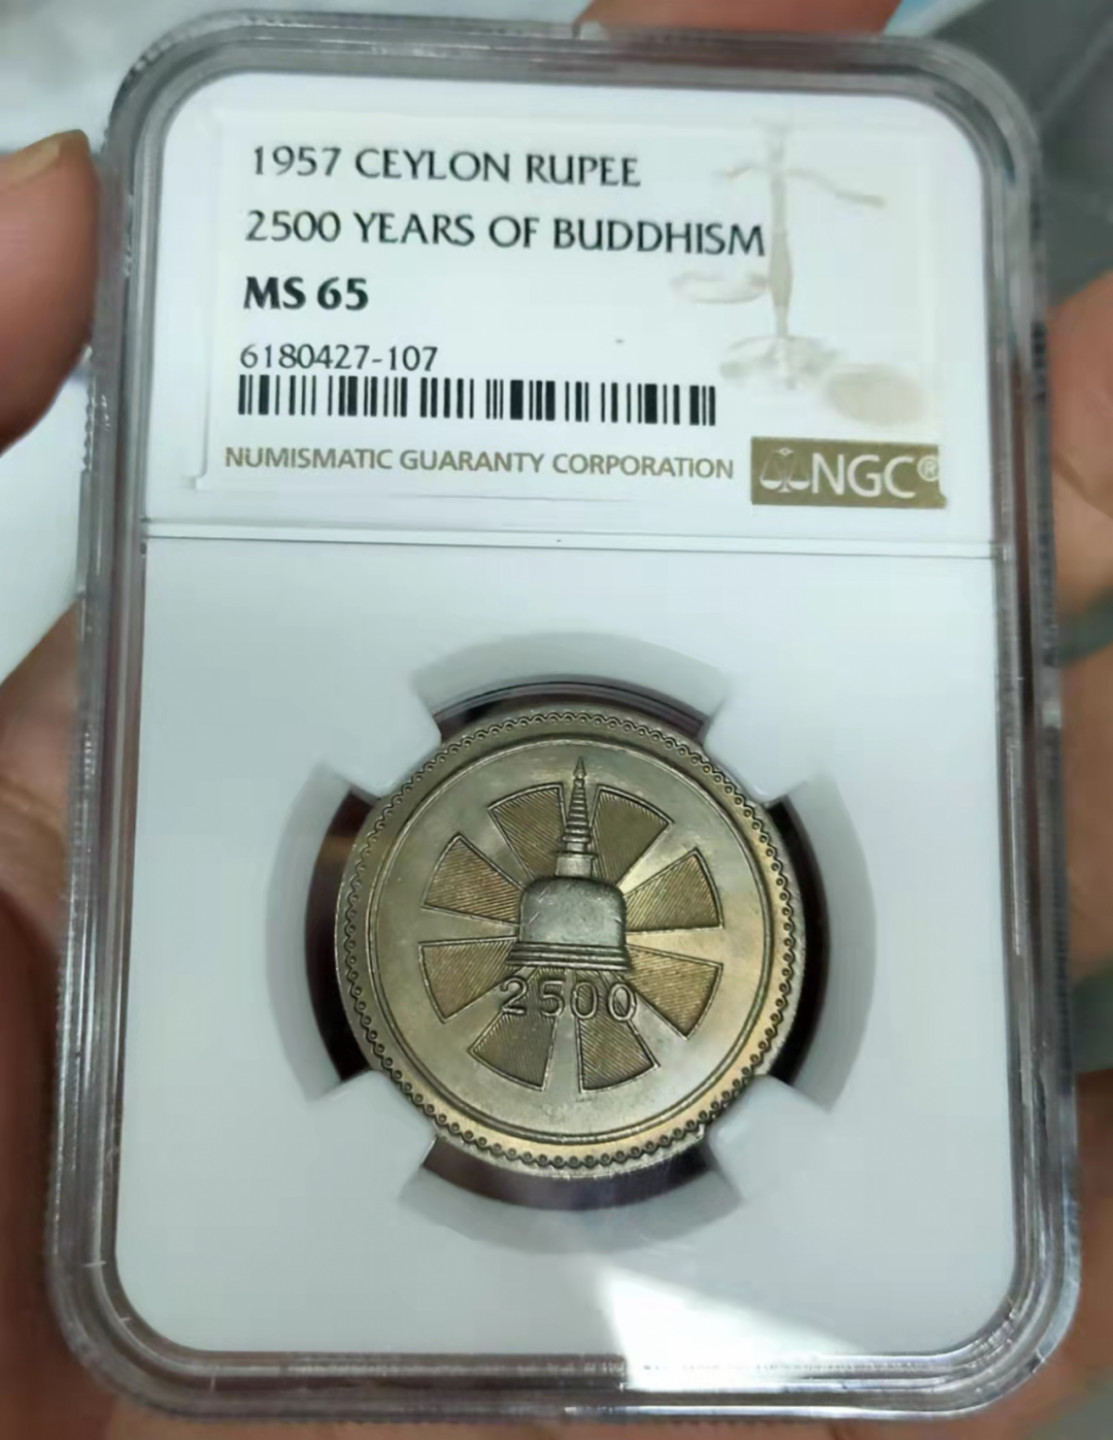 1957 CEYLON RUPEE
2500 YEARS OF BUDDHISM
MS 65
6180427-107
NUMISMATIC GUARANTY CORPORATION
NGC®
2500